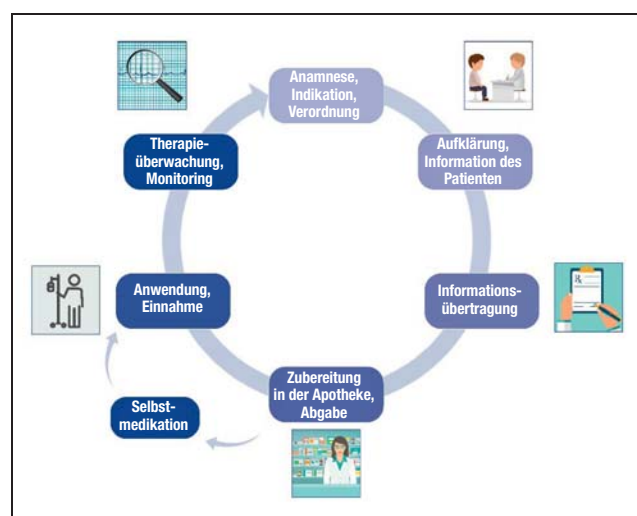 Anamnese,
Indikation,
Verordnung
Aufklärung,
Information des
Patienten
Informations-
übertragung
Zubereitung
in der Apotheke,
Abgabe
Selbst-
medikation
Anwendung,
Einnahme
Therapie-
überwachung,
Monitoring